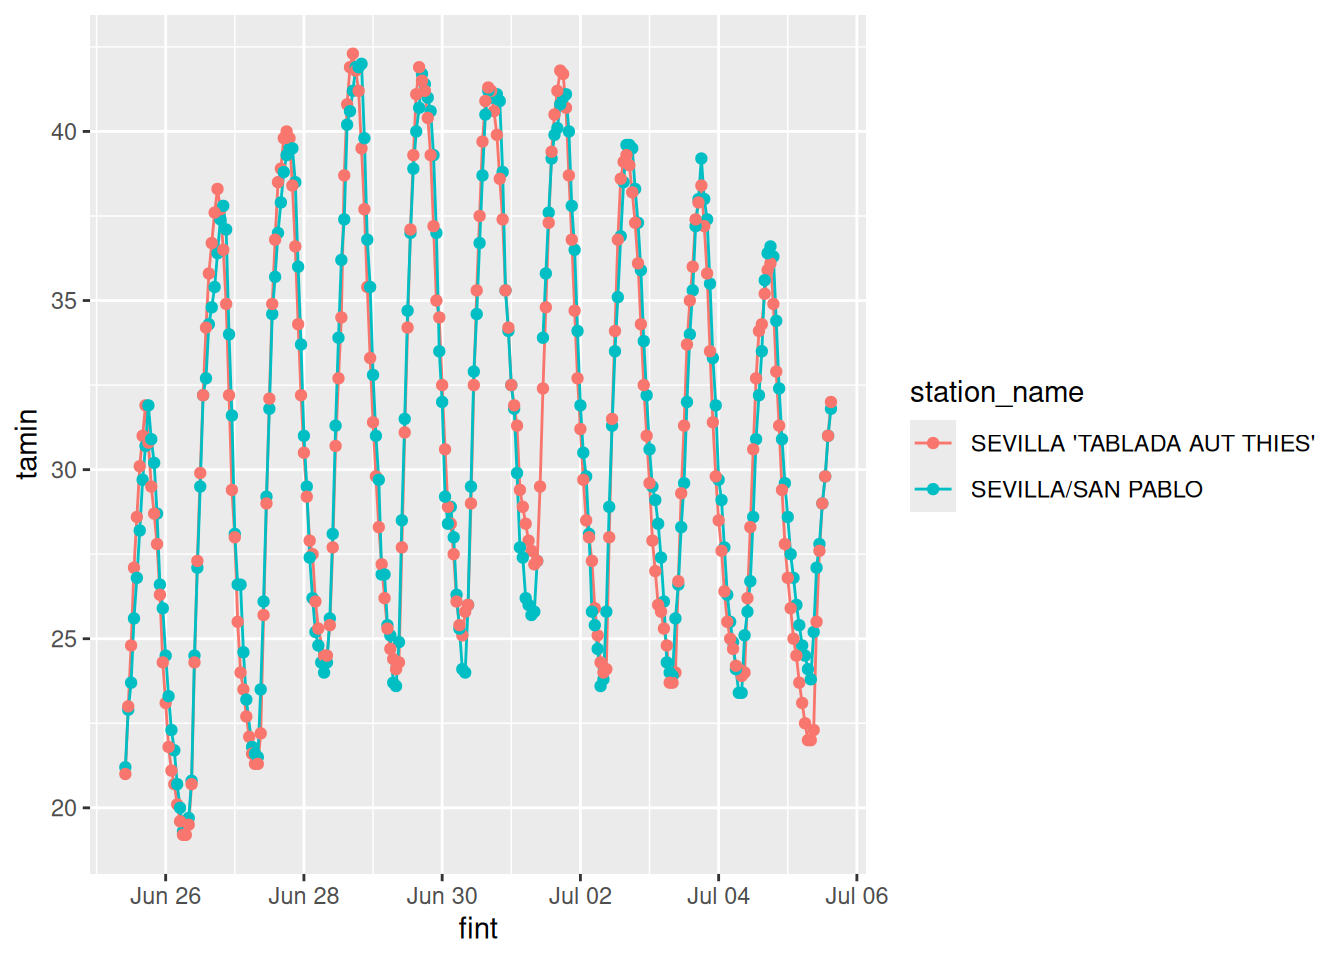 tamin
40
35
30
25
20
Jun 26 Jun 28 Jun 30 Jul 02 Jul 04 Jul 06
fint
station_name
SEVILLA 'TABLADA AUT THIES'
SEVILLA/SAN PABLO